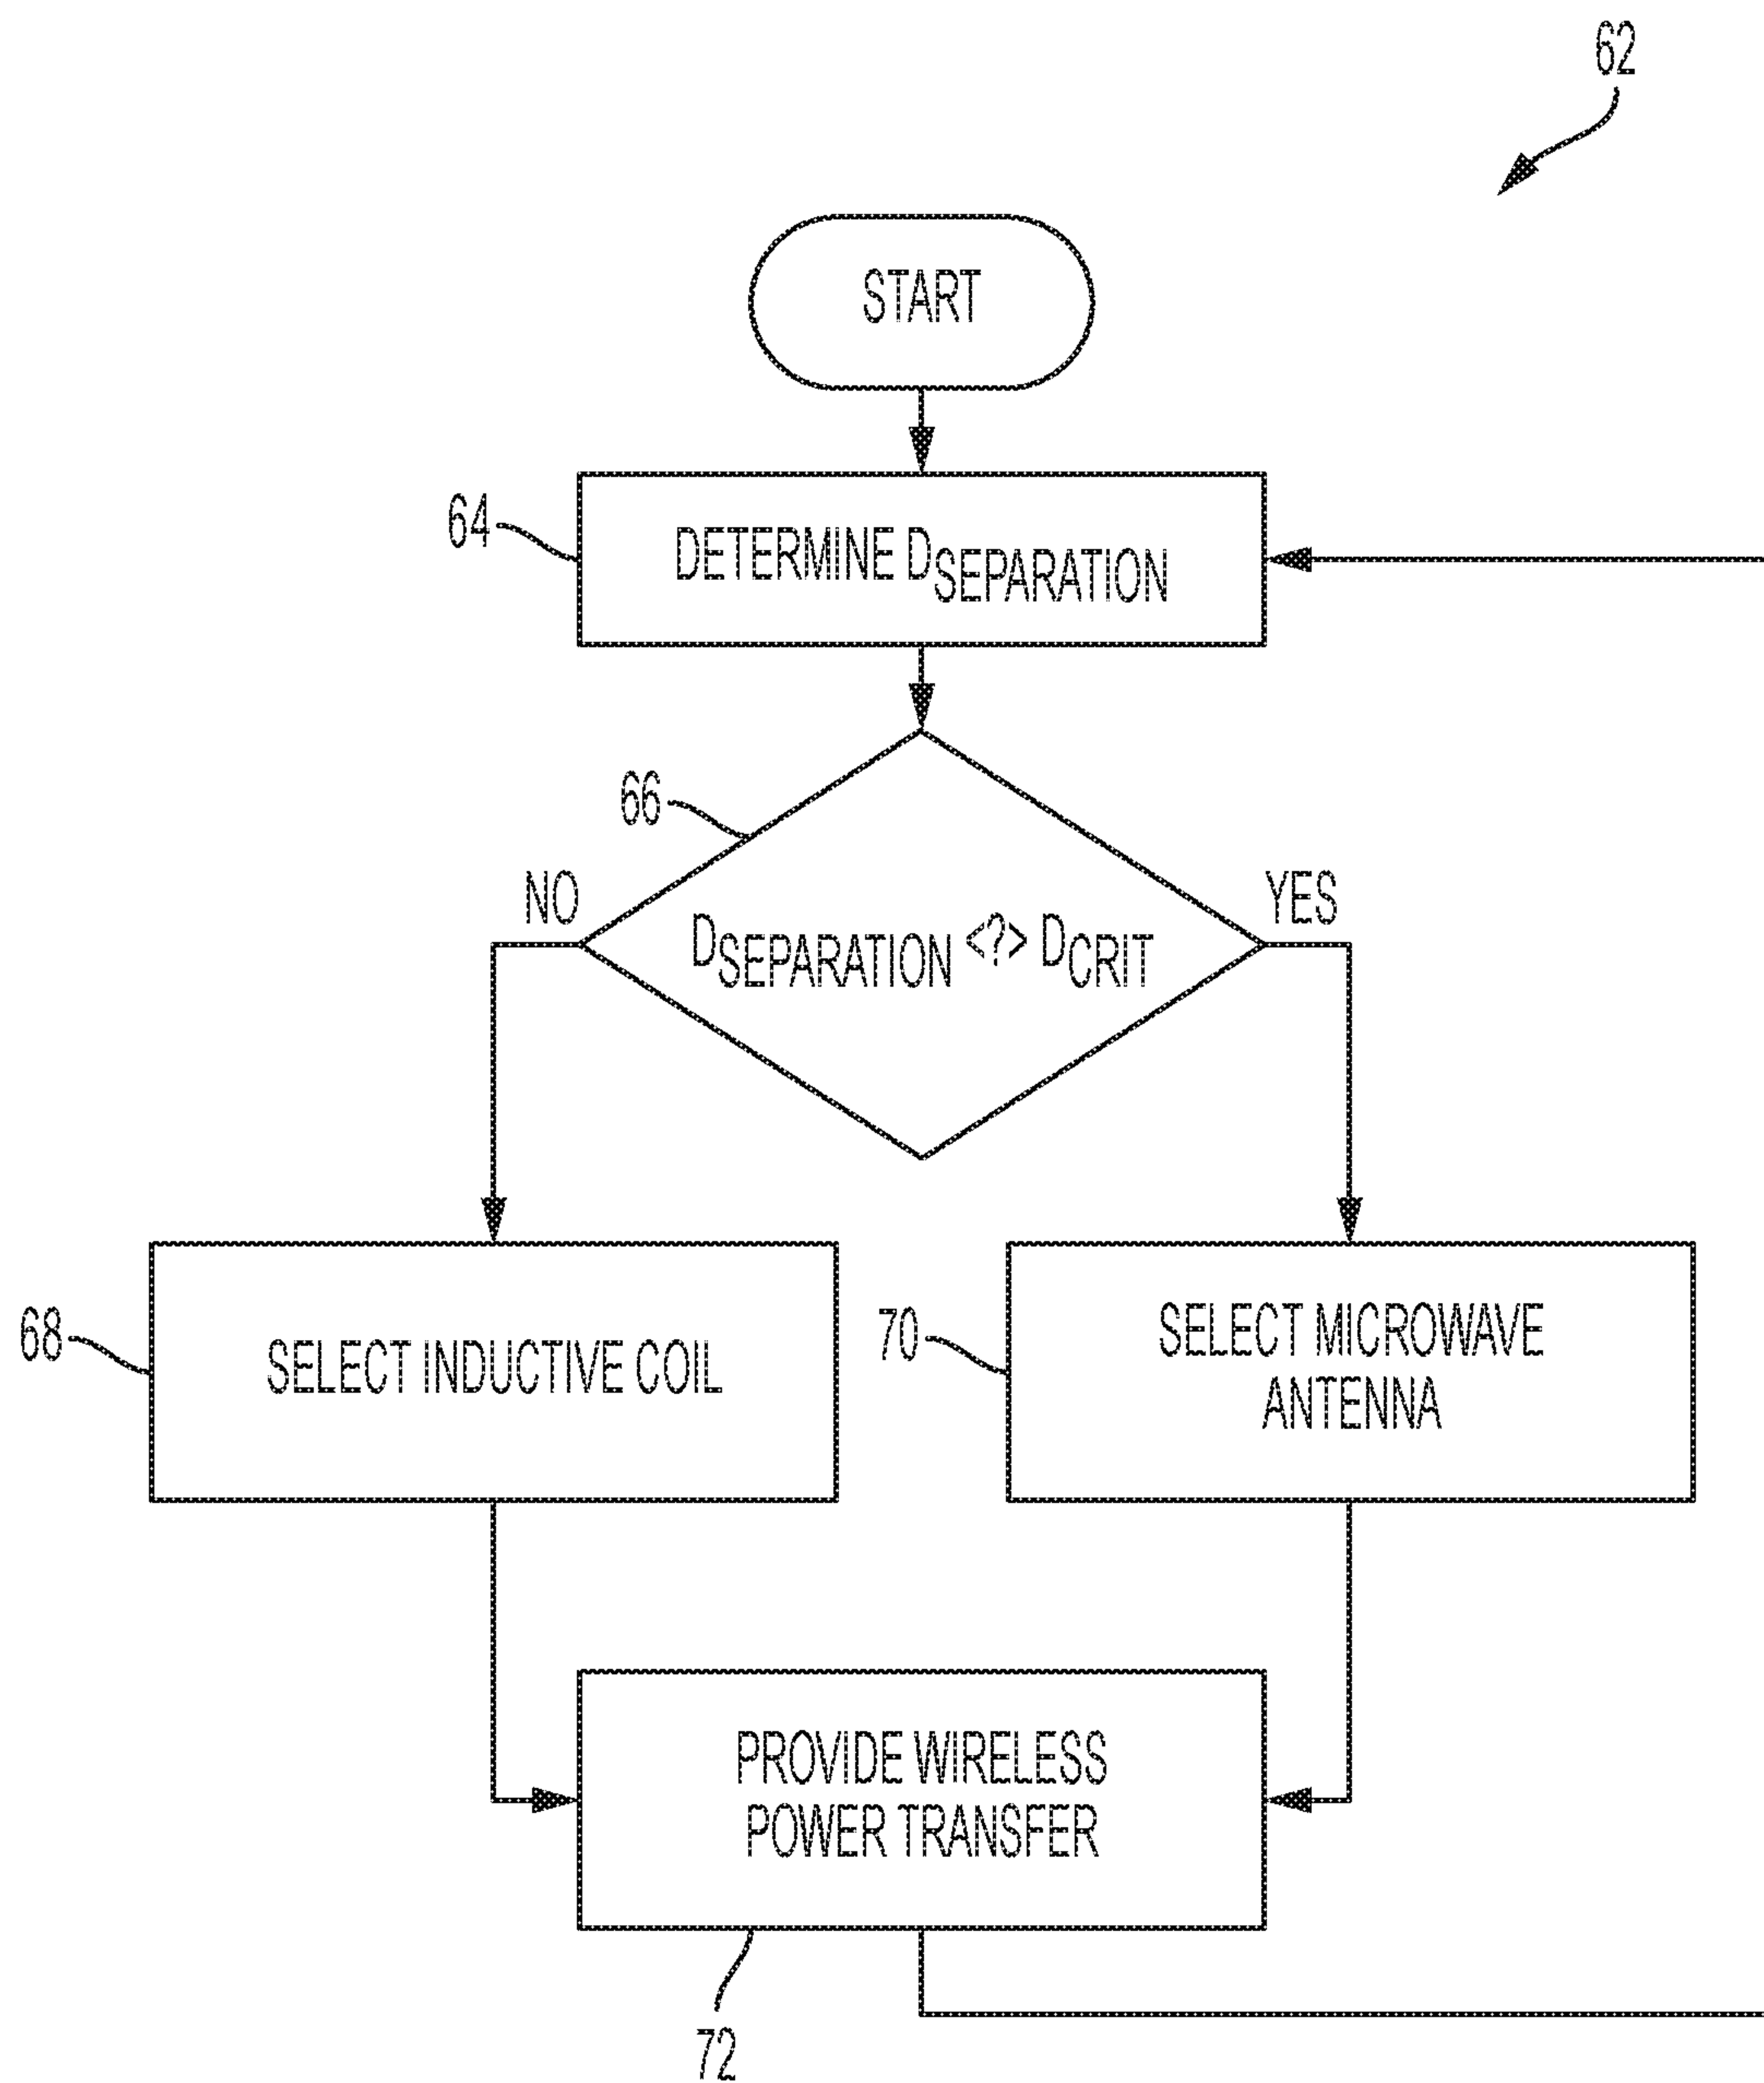 62
START
64
DETERMINE DSEPARATION
66
NO
YES
DSEPARATION <?> DCRIT
68
SELECT INDUCTIVE COIL
70
SELECT MICROWAVE
ANTENNA
PROVIDE WIRELESS
POWER TRANSFER
72